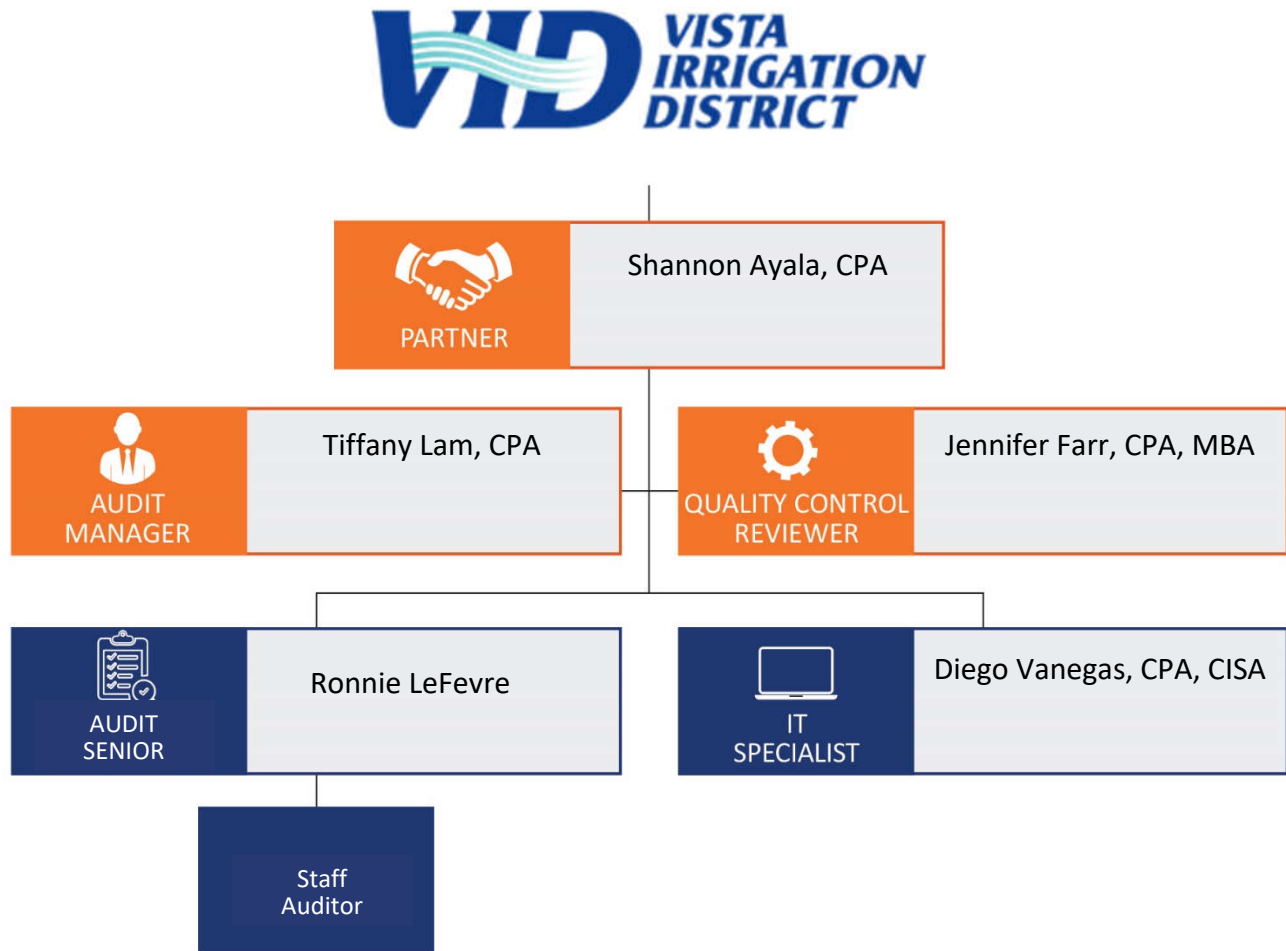 VID VISTA
IRRIGATION
DISTRICT
PARTNER
Shannon Ayala, CPA
AUDIT
MANAGER
Tiffany Lam, CPA
QUALITY CONTROL
REVIEWER
Jennifer Farr, CPA, MBA
AUDIT
SENIOR
Ronnie LeFevre
IT
SPECIALIST
Diego Vanegas, CPA, CISA
Staff
Auditor